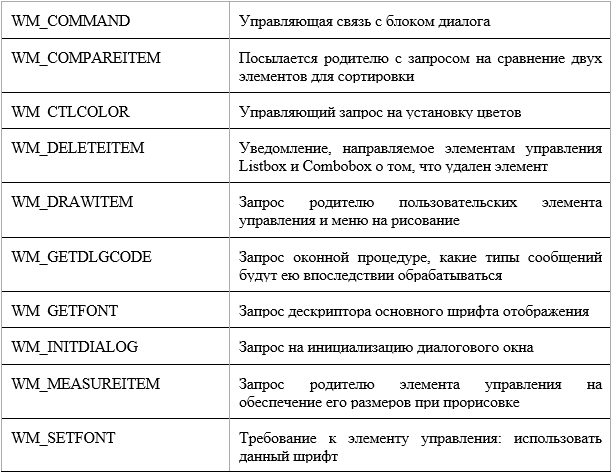 WM_COMMAND Управляющая связь с блоком диалога
WM_COMPAREITEM Посылается родителю с запросом на сравнение двух
элементов для сортировки
WM_CTLCOLOR Управляющий запрос на установку цветов
WM_DELETEITEM Уведомление, направляемое элементам управления
Listbox и Combobox о том, что удален элемент
WM_DRAWITEM Запрос родителю пользовательских элемента
управления и меню на рисование
WM_GETDLGCODE Запрос оконной процедуре, какие типы сообщений
будут ею впоследствии обрабатываться
WM_GETFONT Запрос дескриптора основного шрифта отображения
WM_INITDIALOG Запрос на инициализацию диалогового окна
WM_MEASUREITEM Запрос родителю элемента управления на
обеспечение его размеров при прорисовке
WM_SETFONT Требование к элементу управления: использовать
данный шрифт